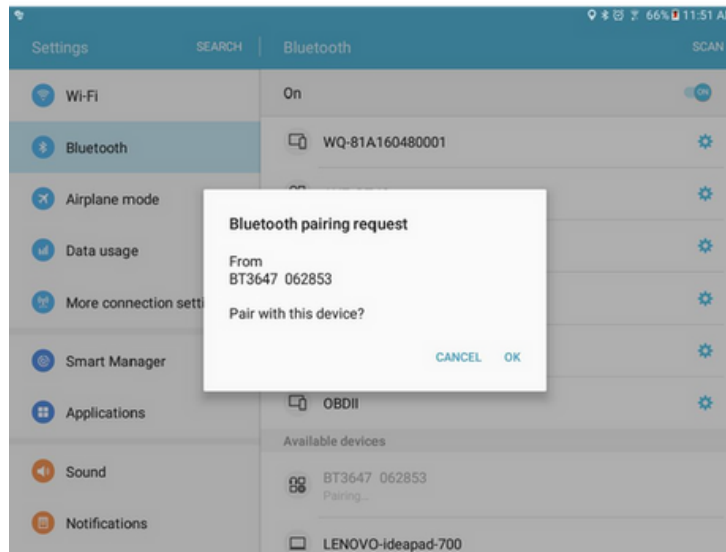 66% 11:51 A
Settings
SEARCH
Bluetooth
SCAN
Wi-Fi
Bluetooth
Airplane mode
Data usage
More connection setti
Smart Manager
Applications
Sound
Notifications
On
ON
WQ-81A160480001
Bluetooth pairing request
From
BT3647 062853
Pair with this device?
CANCEL OK
OBDII
Available devices
BT3647 062853
Pairing...
LENOVO-ideapad-700